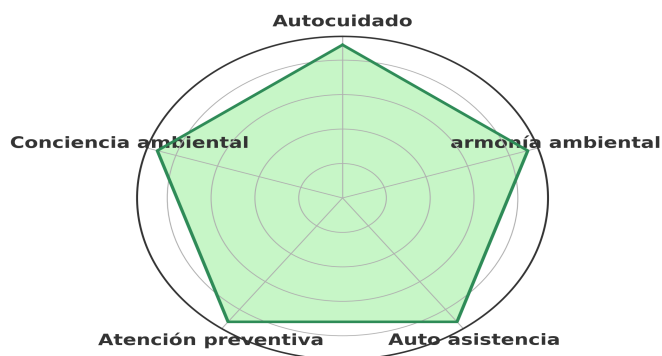 Autocuidado
Conciencia ambiental
armonía ambiental
Atención preventiva
Auto asistencia